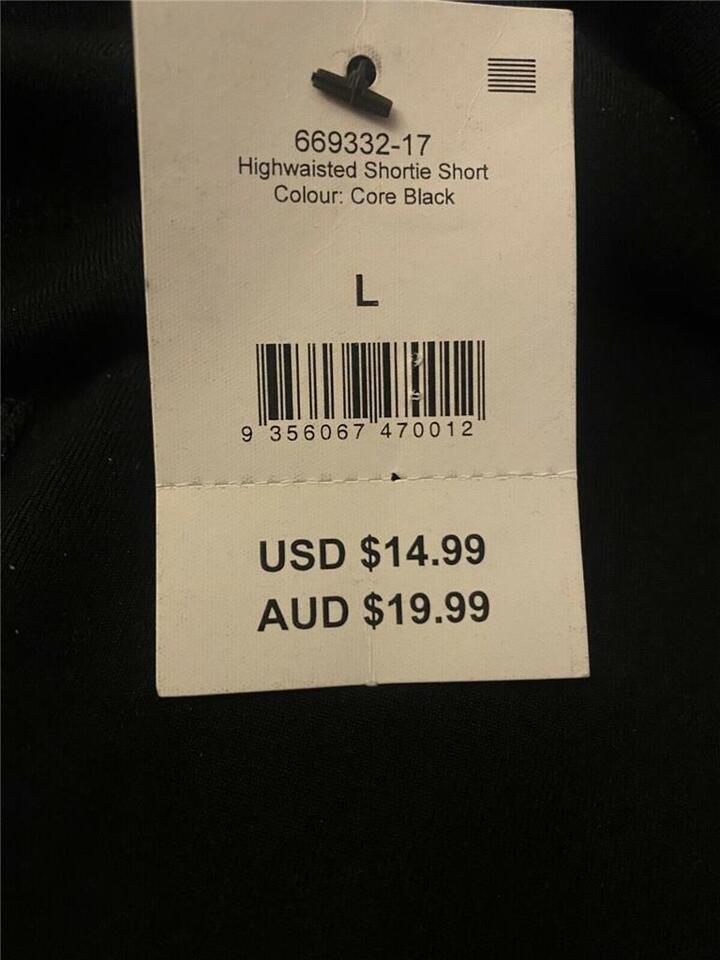 669332-17
Highwaisted Shortie Short
Colour: Core Black
L
9 356067 470012
USD $14.99
AUD $19.99